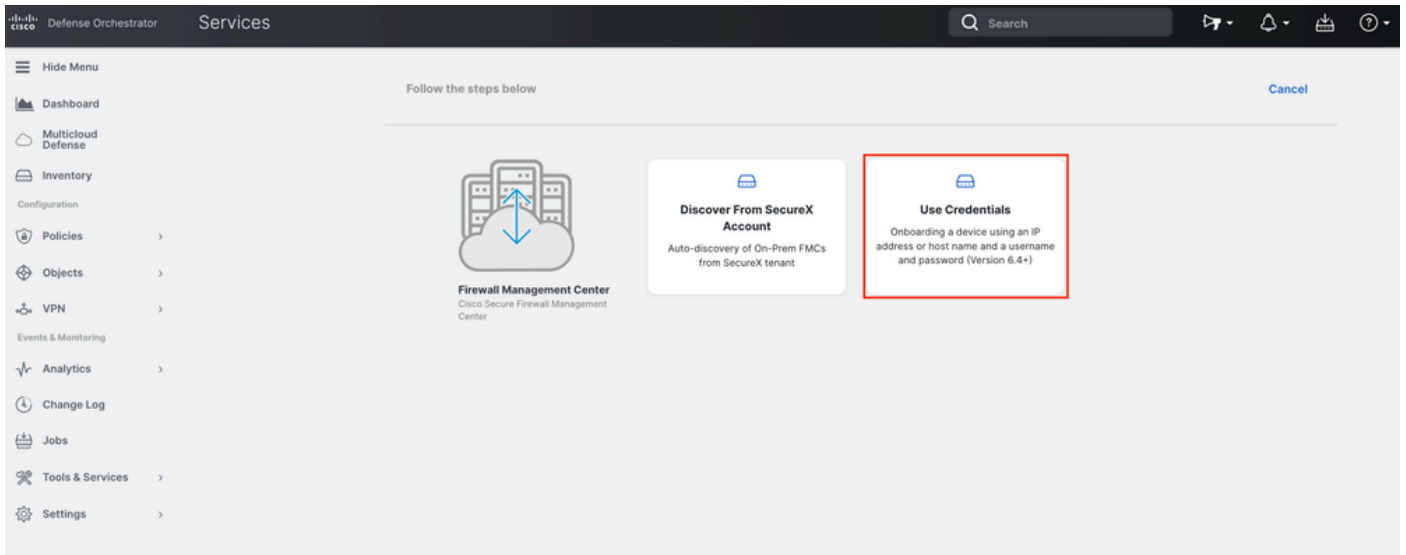 CISCO Defense Orchestrator Services Search
Hide Menu
Follow the steps below Cancel
Dashboard
Multicloud
Defense
Inventory
Configuration
Policies
Objects
VPN
Events & Monitoring
Analytics
Change Log
Jobs
Tools & Services
Settings
Firewall Management Center
Cisco Secure Firewall Management
Center
Discover From SecureX
Account
Auto-discovery of On-Prem FMCs
from SecureX tenant
Use Credentials
Onboarding a device using an IP
address or host name and a username
and password (Version 6.4+)